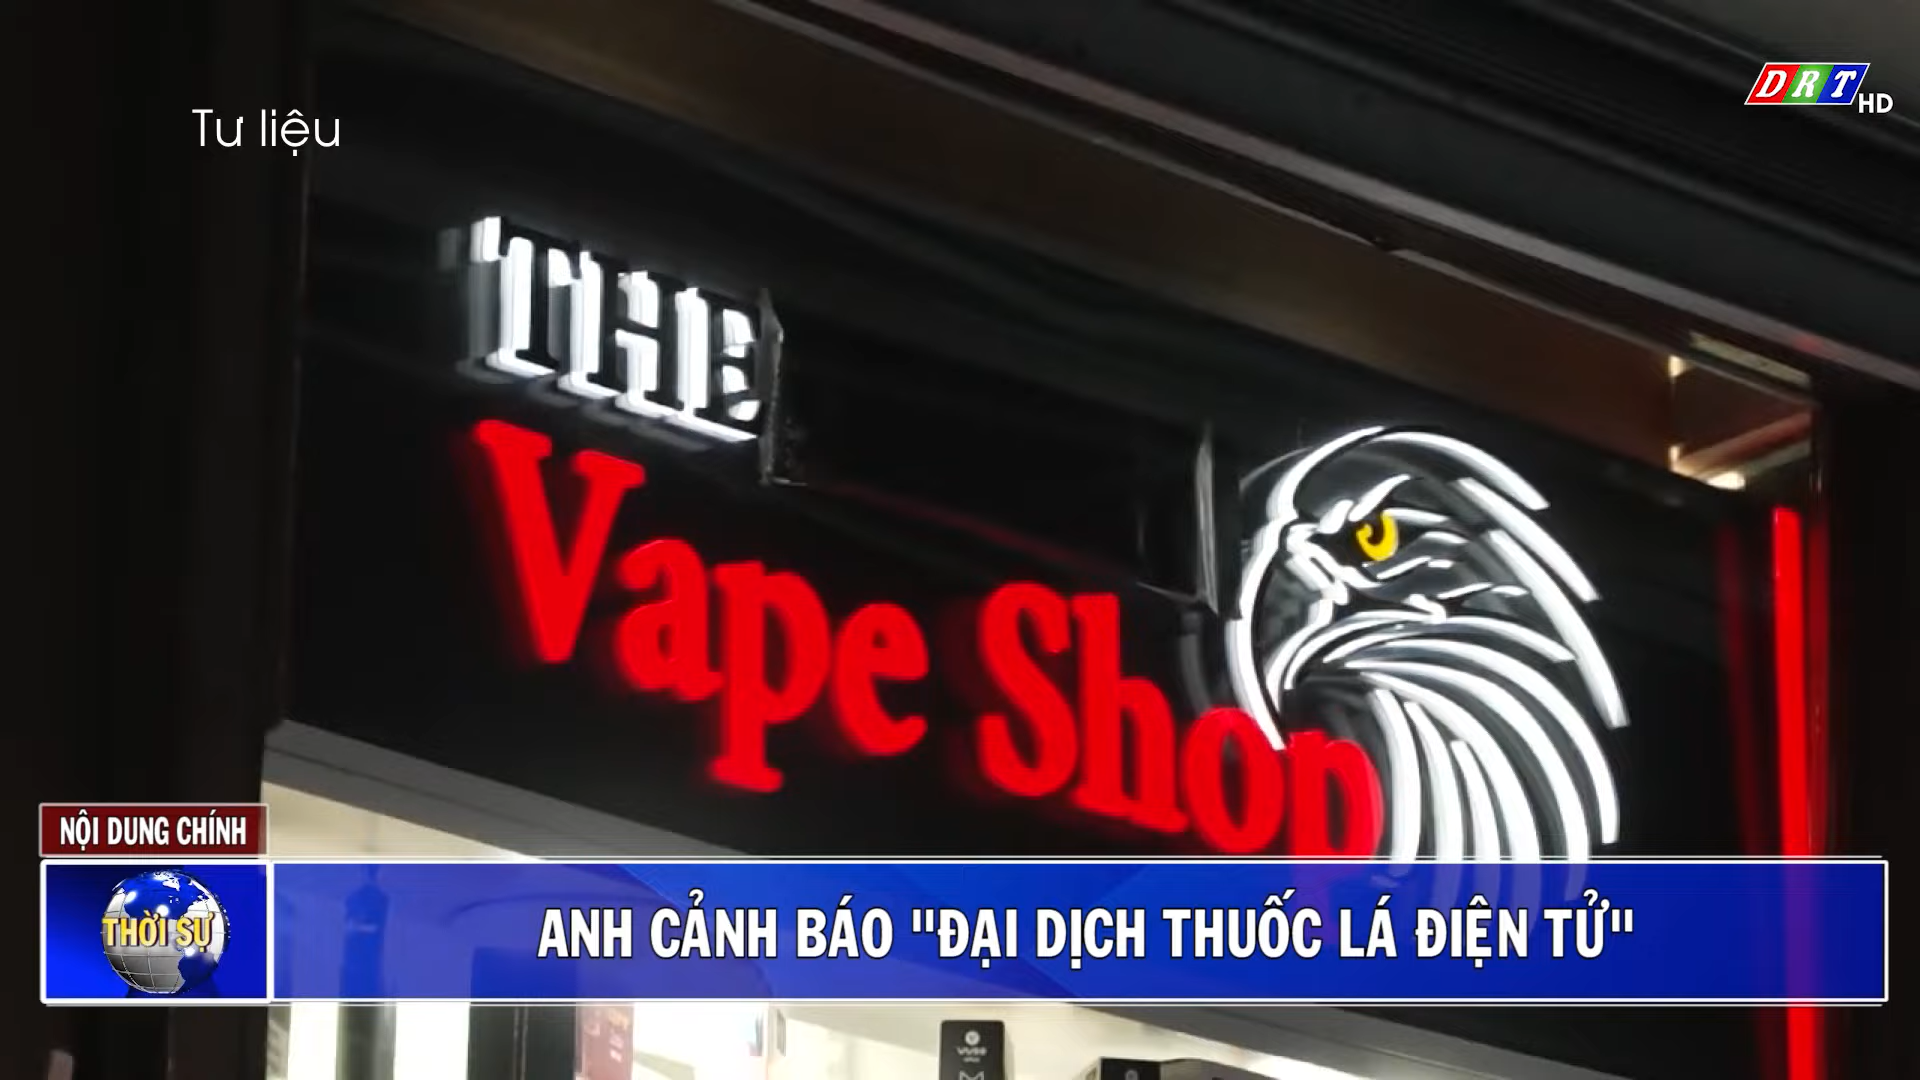 DRT HD
Tư liệu
THE
Vape Shop
NỘI DUNG CHÍNH
THỜI SỰ
ANH CẢNH BÁO "ĐẠI DỊCH THUỐC LÁ ĐIỆN TỬ"